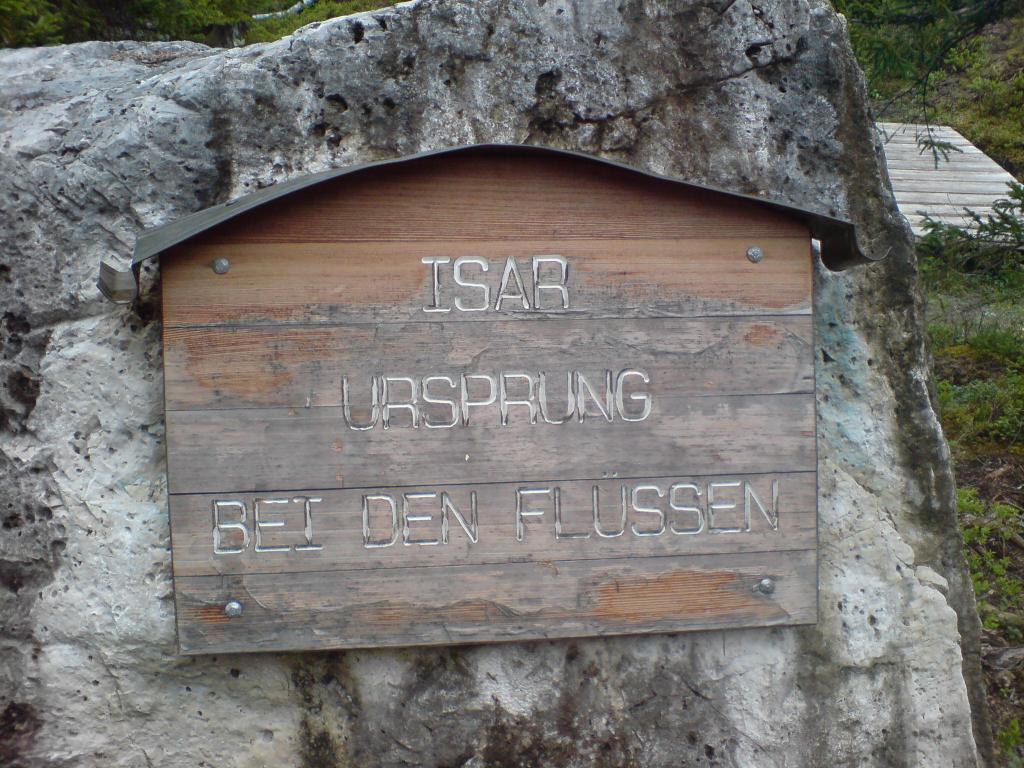 ISAR
URSPRUNG
BEI DEN FLÜSSEN